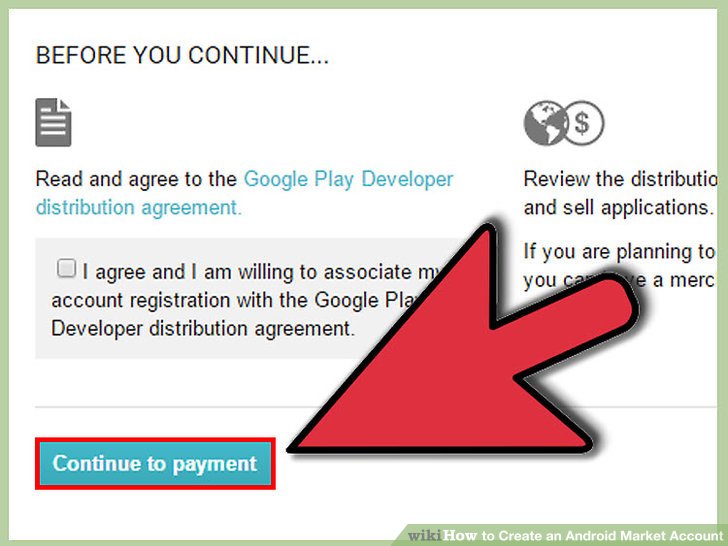 BEFORE YOU CONTINUE...
Read and agree to the Google Play Developer
distribution agreement.
I agree and I am willing to associate my
account registration with the Google Play
Developer distribution agreement.
$
Review the distributio
and sell applications.
If you are planning to
you can have a merc
Continue to payment
wikiHow to Create an Android Market Account